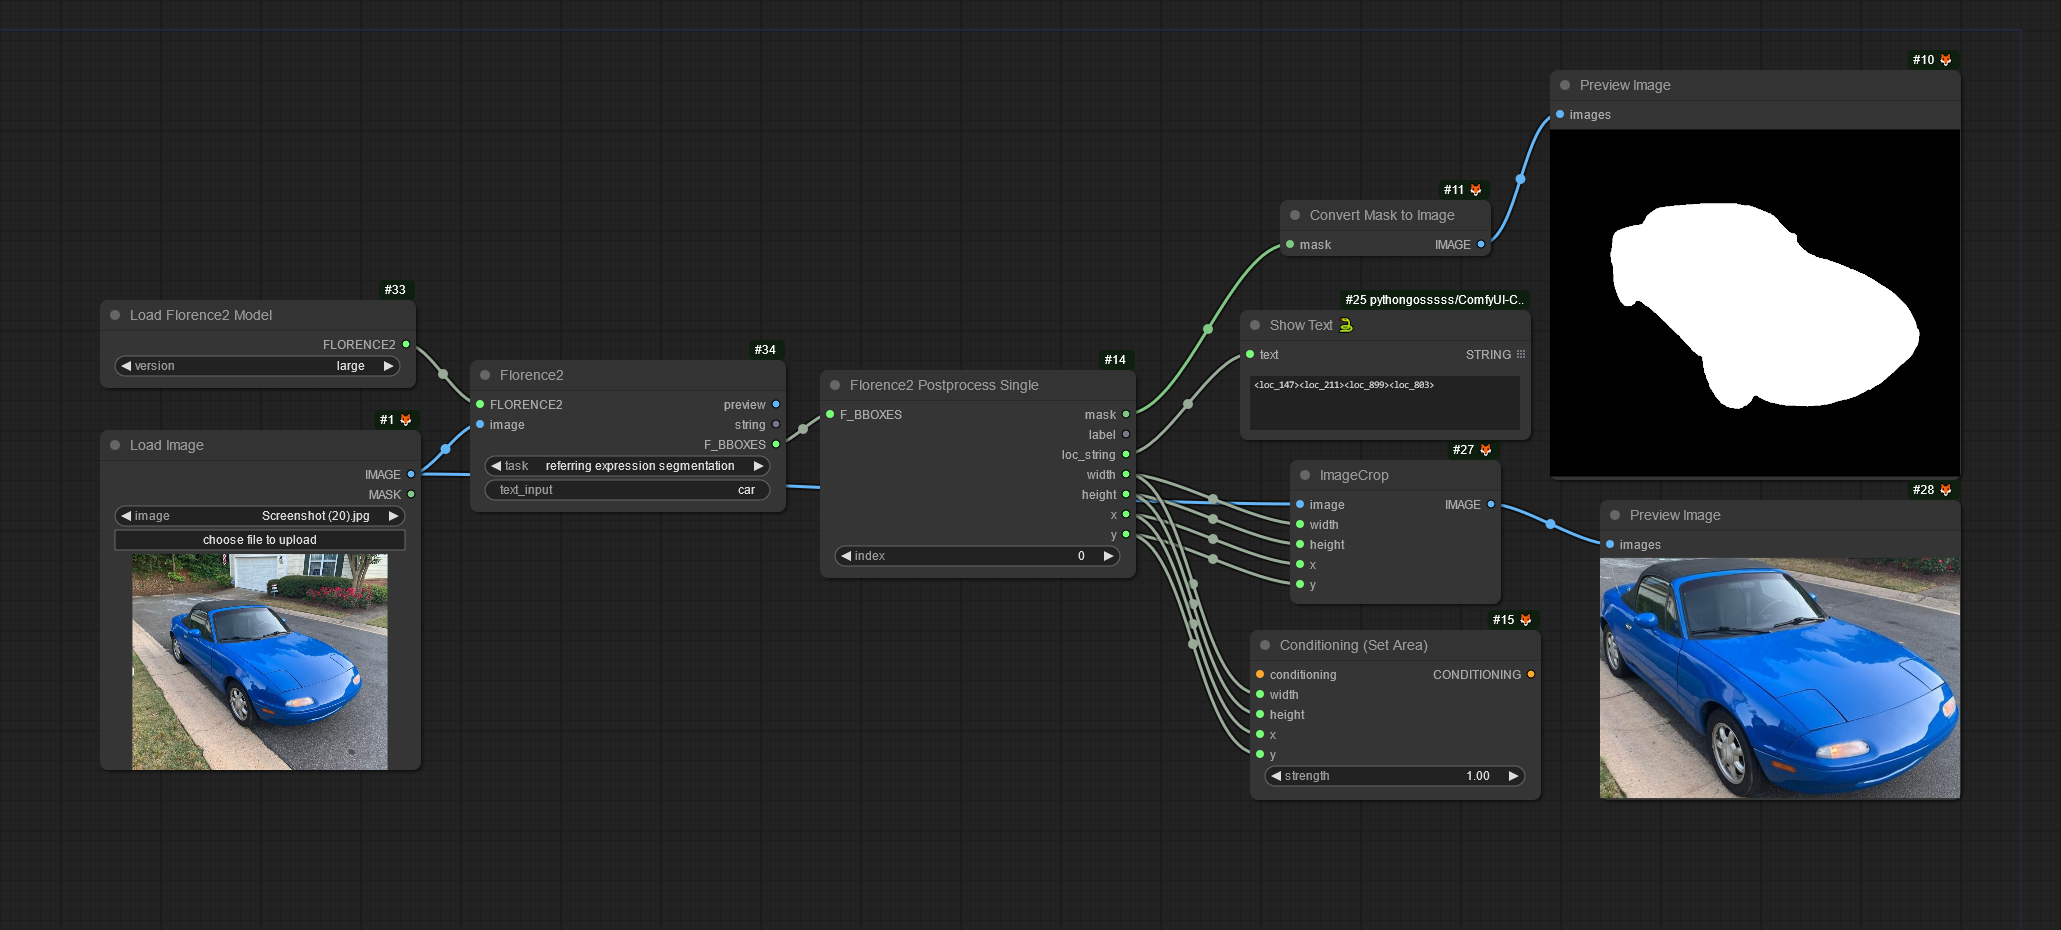 #33
Load Florence2 Model
FLORENCE2
version large
#1
Load Image
IMAGE
MASK
image Screenshot (20).jpg
choose file to upload
#34
Florence2
FLORENCE2 preview
image string
F_BBOXES
task referring expression segmentation
text_input car
#14
Florence2 Postprocess Single
F_BBOXES mask
label
loc_string
width
height
x
y
index 0
#11
Convert Mask to Image
mask IMAGE
#25 pythongosssss/ComfyUI-C..
Show Text
text STRING
<loc_147><loc_211><loc_899><loc_803>
#27
ImageCrop
image IMAGE
width
height
x
y
#15
Conditioning (Set Area)
conditioning CONDITIONING
width
height
x
y
strength 1.00
#10
Preview Image
images
#28
Preview Image
images